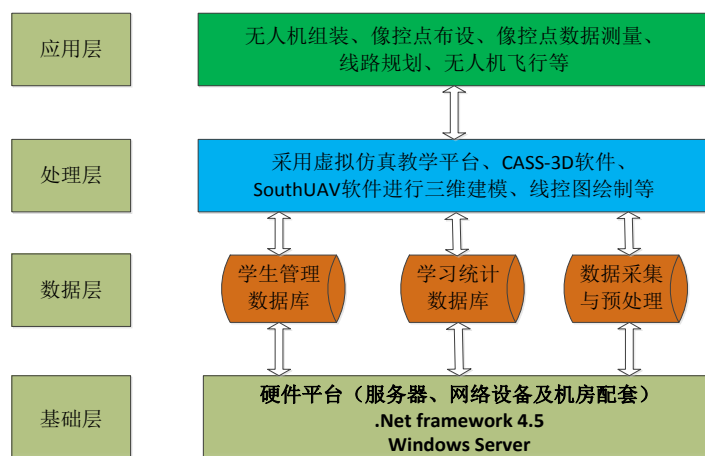 应用层
无人机组装、像控点布设、像控点数据测量、
线路规划、无人机飞行等
处理层
采用虚拟仿真教学平台、CASS-3D软件、
SouthUAV软件进行三维建模、线控图绘制等
数据层
学生管理
数据库
学习统计
数据库
数据采集
与预处理
基础层
硬件平台（服务器、网络设备及机房配套）
.Net framework 4.5
Windows Server